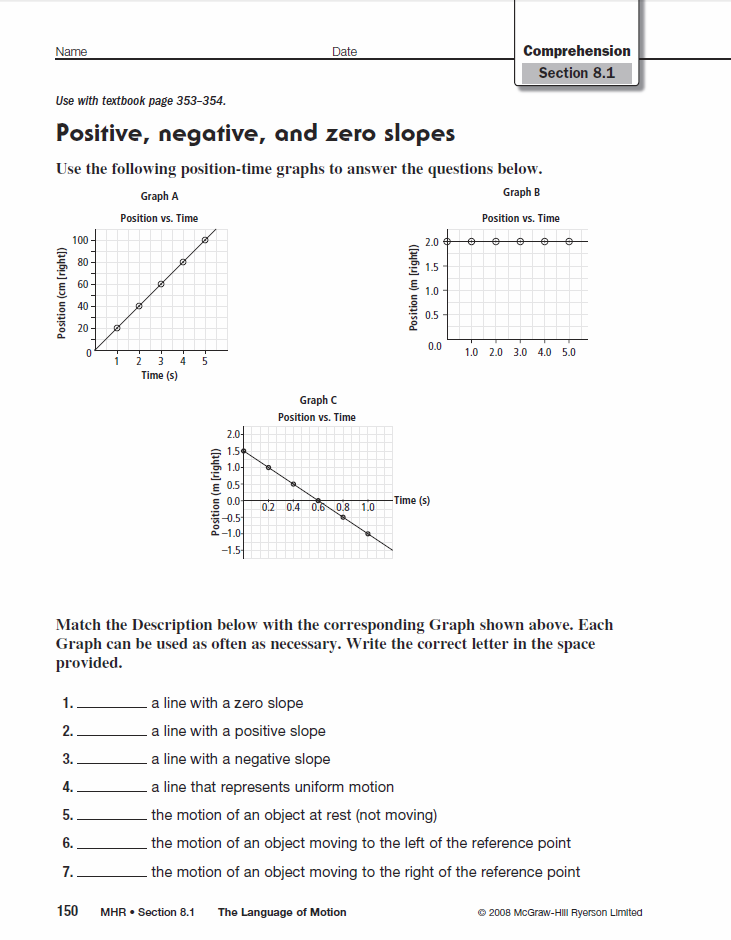 Name Date Comprehension
Section 8.1
Use with textbook page 353–354.
Positive, negative, and zero slopes
Use the following position-time graphs to answer the questions below.
Graph A
Position vs. Time
Position (cm [right])
100
80
60
40
20
0
1 2 3 4 5
Time (s)
Graph B
Position vs. Time
Position (m [right])
2.0
1.5
1.0
0.5
0.0
1.0 2.0 3.0 4.0 5.0
Graph C
Position vs. Time
Position (m [right])
2.0
1.5
1.0
0.5
0.0
–0.5
–1.0
–1.5
0.2 0.4 0.6 0.8 1.0
Time (s)
Match the Description below with the corresponding Graph shown above. Each
Graph can be used as often as necessary. Write the correct letter in the space
provided.
1. ________ a line with a zero slope
2. ________ a line with a positive slope
3. ________ a line with a negative slope
4. ________ a line that represents uniform motion
5. ________ the motion of an object at rest (not moving)
6. ________ the motion of an object moving to the left of the reference point
7. ________ the motion of an object moving to the right of the reference point
150 MHR • Section 8.1 The Language of Motion © 2008 McGraw-Hill Ryerson Limited